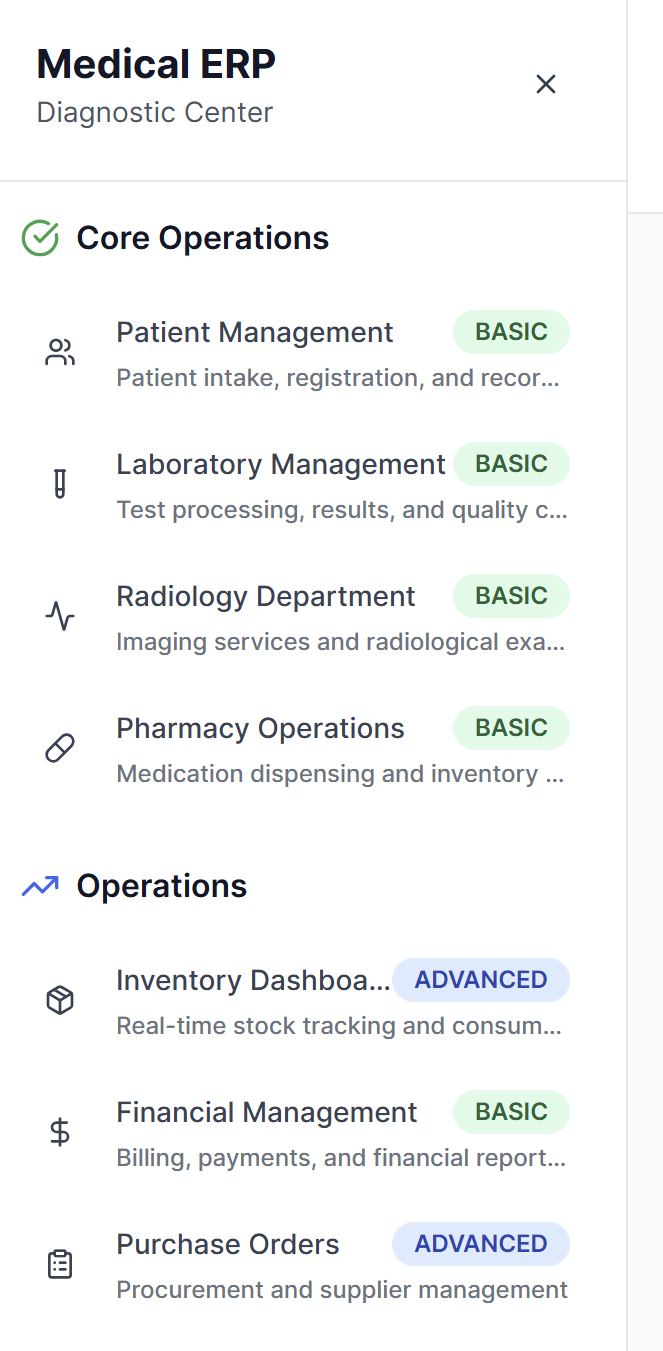 Medical ERP
Diagnostic Center
Core Operations
Patient Management BASIC
Patient intake, registration, and recor...
Laboratory Management BASIC
Test processing, results, and quality c...
Radiology Department BASIC
Imaging services and radiological exa...
Pharmacy Operations BASIC
Medication dispensing and inventory ...
Operations
Inventory Dashboa... ADVANCED
Real-time stock tracking and consum...
Financial Management BASIC
Billing, payments, and financial report...
Purchase Orders ADVANCED
Procurement and supplier management